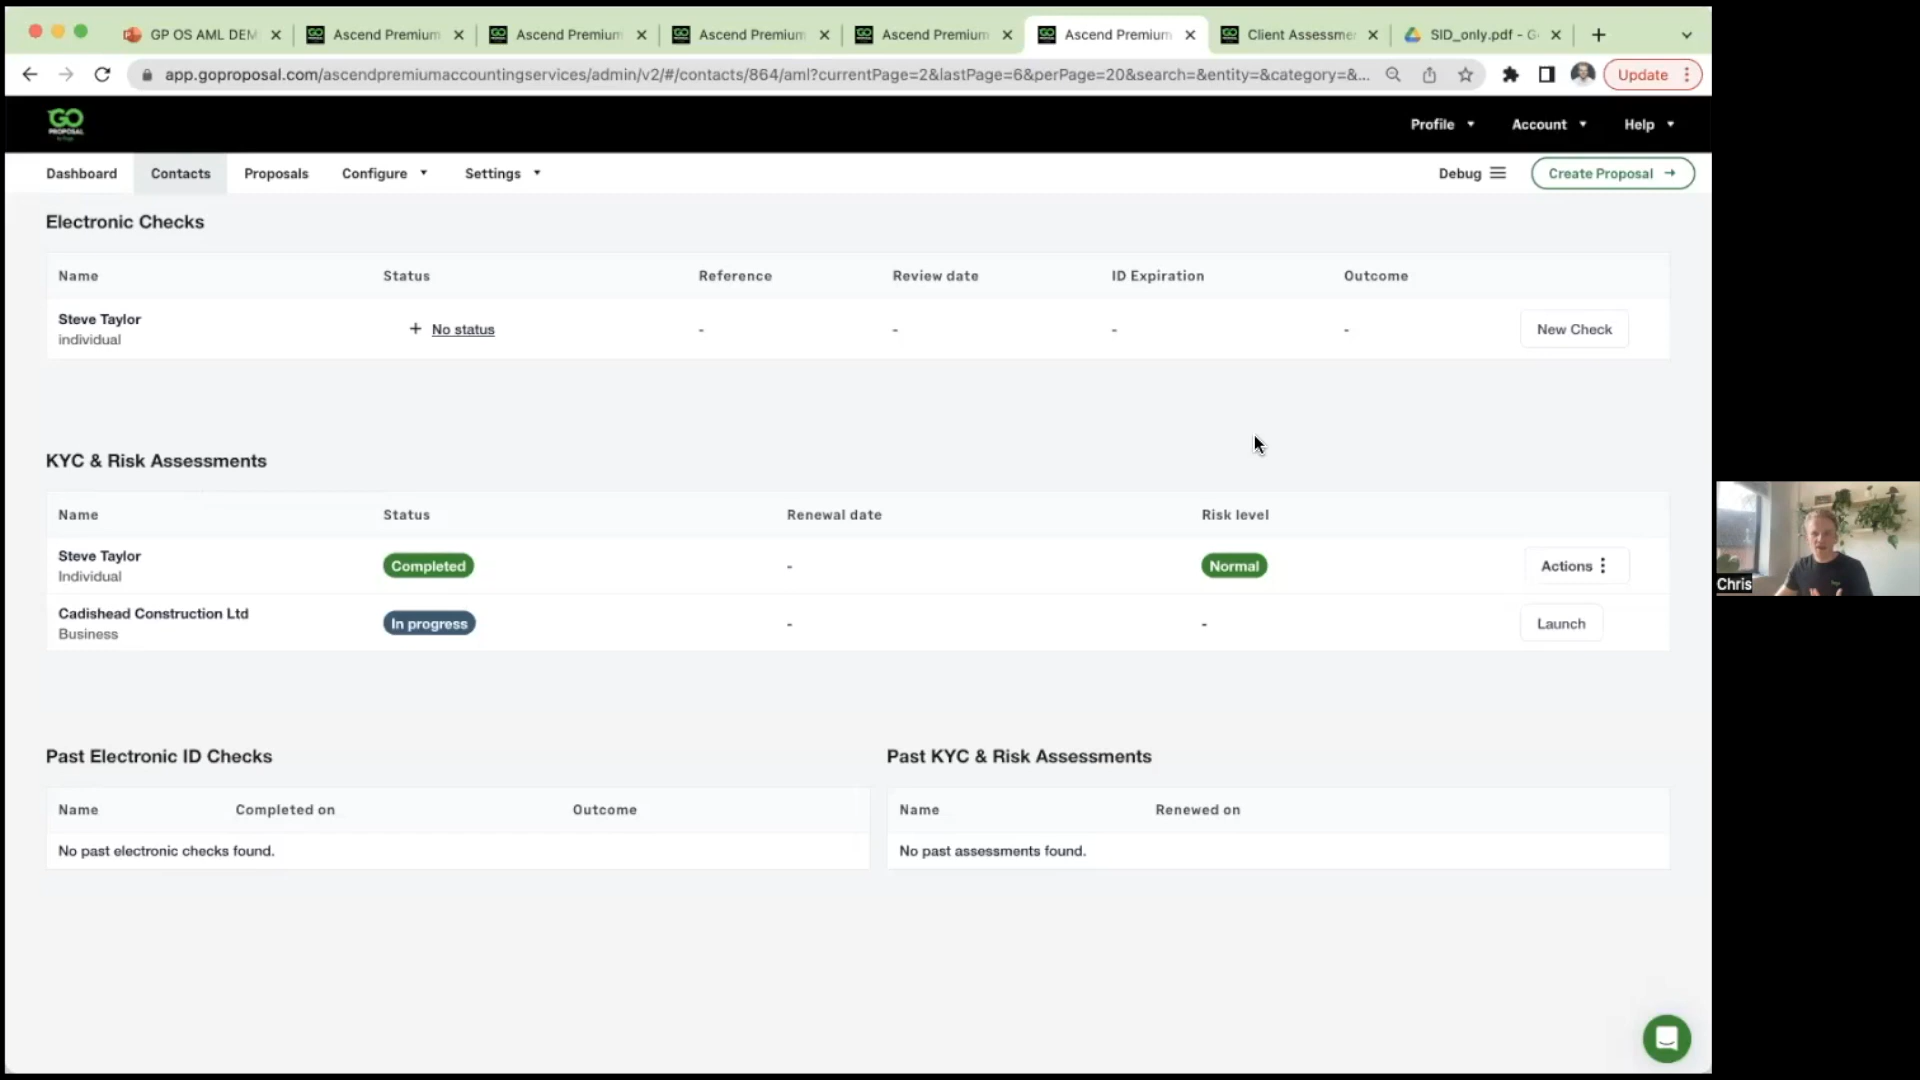 GP OS AML DEM
Ascend Premium
Ascend Premium
Ascend Premium
Ascend Premium
Ascend Premium
Client Assessme
SID_only.pdf - G
app.goproposal.com/ascendpremiumaccountingservices/admin/v2/#/contacts/864/aml?currentPage=2&lastPage=6&perPage=20&search=&entity=&category=&...
Update
GO
PROPOSAL
Profile
Account
Help
Dashboard
Contacts
Proposals
Configure
Settings
Debug
Create Proposal →
Electronic Checks
Name Status Reference Review date ID Expiration Outcome
Steve Taylor
individual
+ No status - - - - New Check
KYC & Risk Assessments
Name Status Renewal date Risk level
Steve Taylor
Individual
Completed - Normal Actions
Cadishead Construction Ltd
Business
In progress - - Launch
Chris
Past Electronic ID Checks
Name Completed on Outcome
No past electronic checks found.
Past KYC & Risk Assessments
Name Renewed on
No past assessments found.